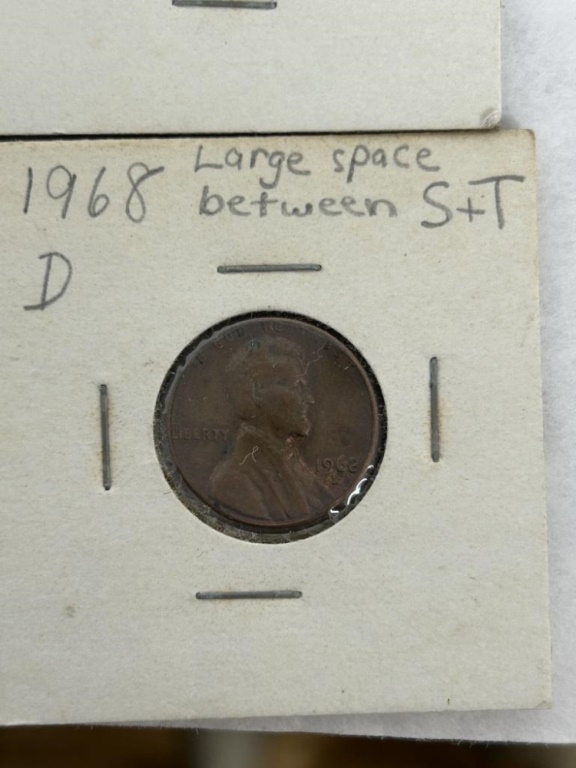 1968 Large space
between S+T
D
LIBERTY